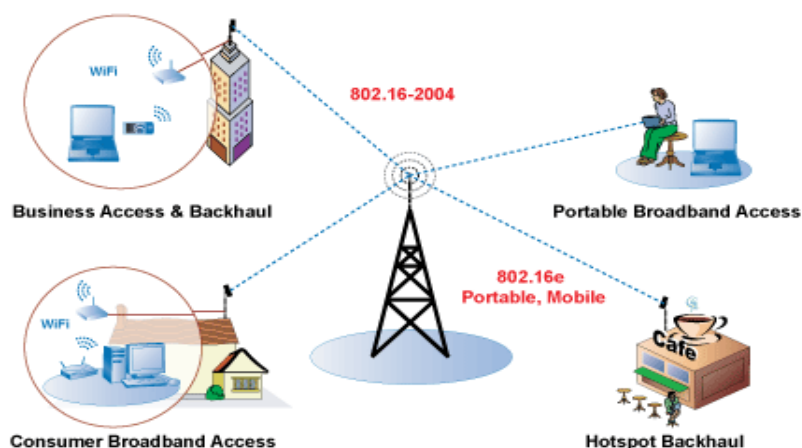 WiFi
802.16-2004
Business Access & Backhaul
Portable Broadband Access
802.16e
Portable, Mobile
WiFi
Cafe
Consumer Broadband Access
Hotspot Backhaul